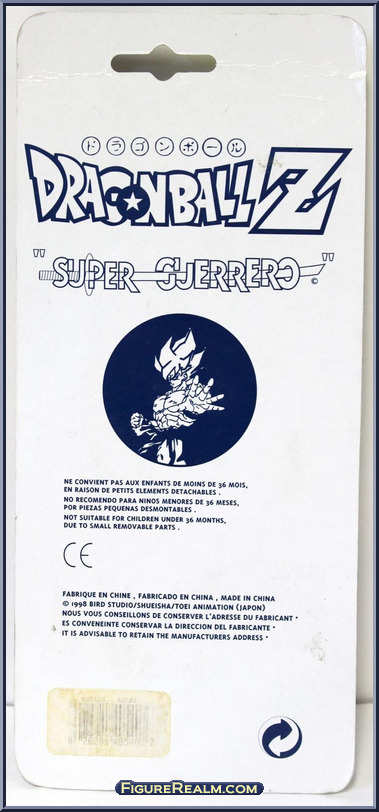 ドラゴンボール
DRAGONBALL Z
"SUPER GUERRERO" ©
NE CONVIENT PAS AUX ENFANTS DE MOINS DE 36 MOIS,
EN RAISON DE PETITS ELEMENTS DETACHABLES .
NO RECOMENDO PARA NINOS MENORES DE 36 MESES,
POR PIEZAS PEQUENAS DESMONTABLES .
NOT SUITABLE FOR CHILDREN UNDER 36 MONTHS,
DUE TO SMALL REMOVABLE PARTS .
CE
FABRIQUE EN CHINE , FABRICADO EN CHINA , MADE IN CHINA
© 1998 BIRD STUDIO/SHUEISHA/TOEI ANIMATION (JAPON)
NOUS VOUS CONSEILLONS DE CONSERVER L'ADRESSE DU FABRICANT •
ES CONVENEINTE CONSERVAR LA DIRECCION DEL FABRICANTE •
IT IS ADVISABLE TO RETAIN THE MANUFACTURERS ADDRESS •
FIGUREREALM.COM